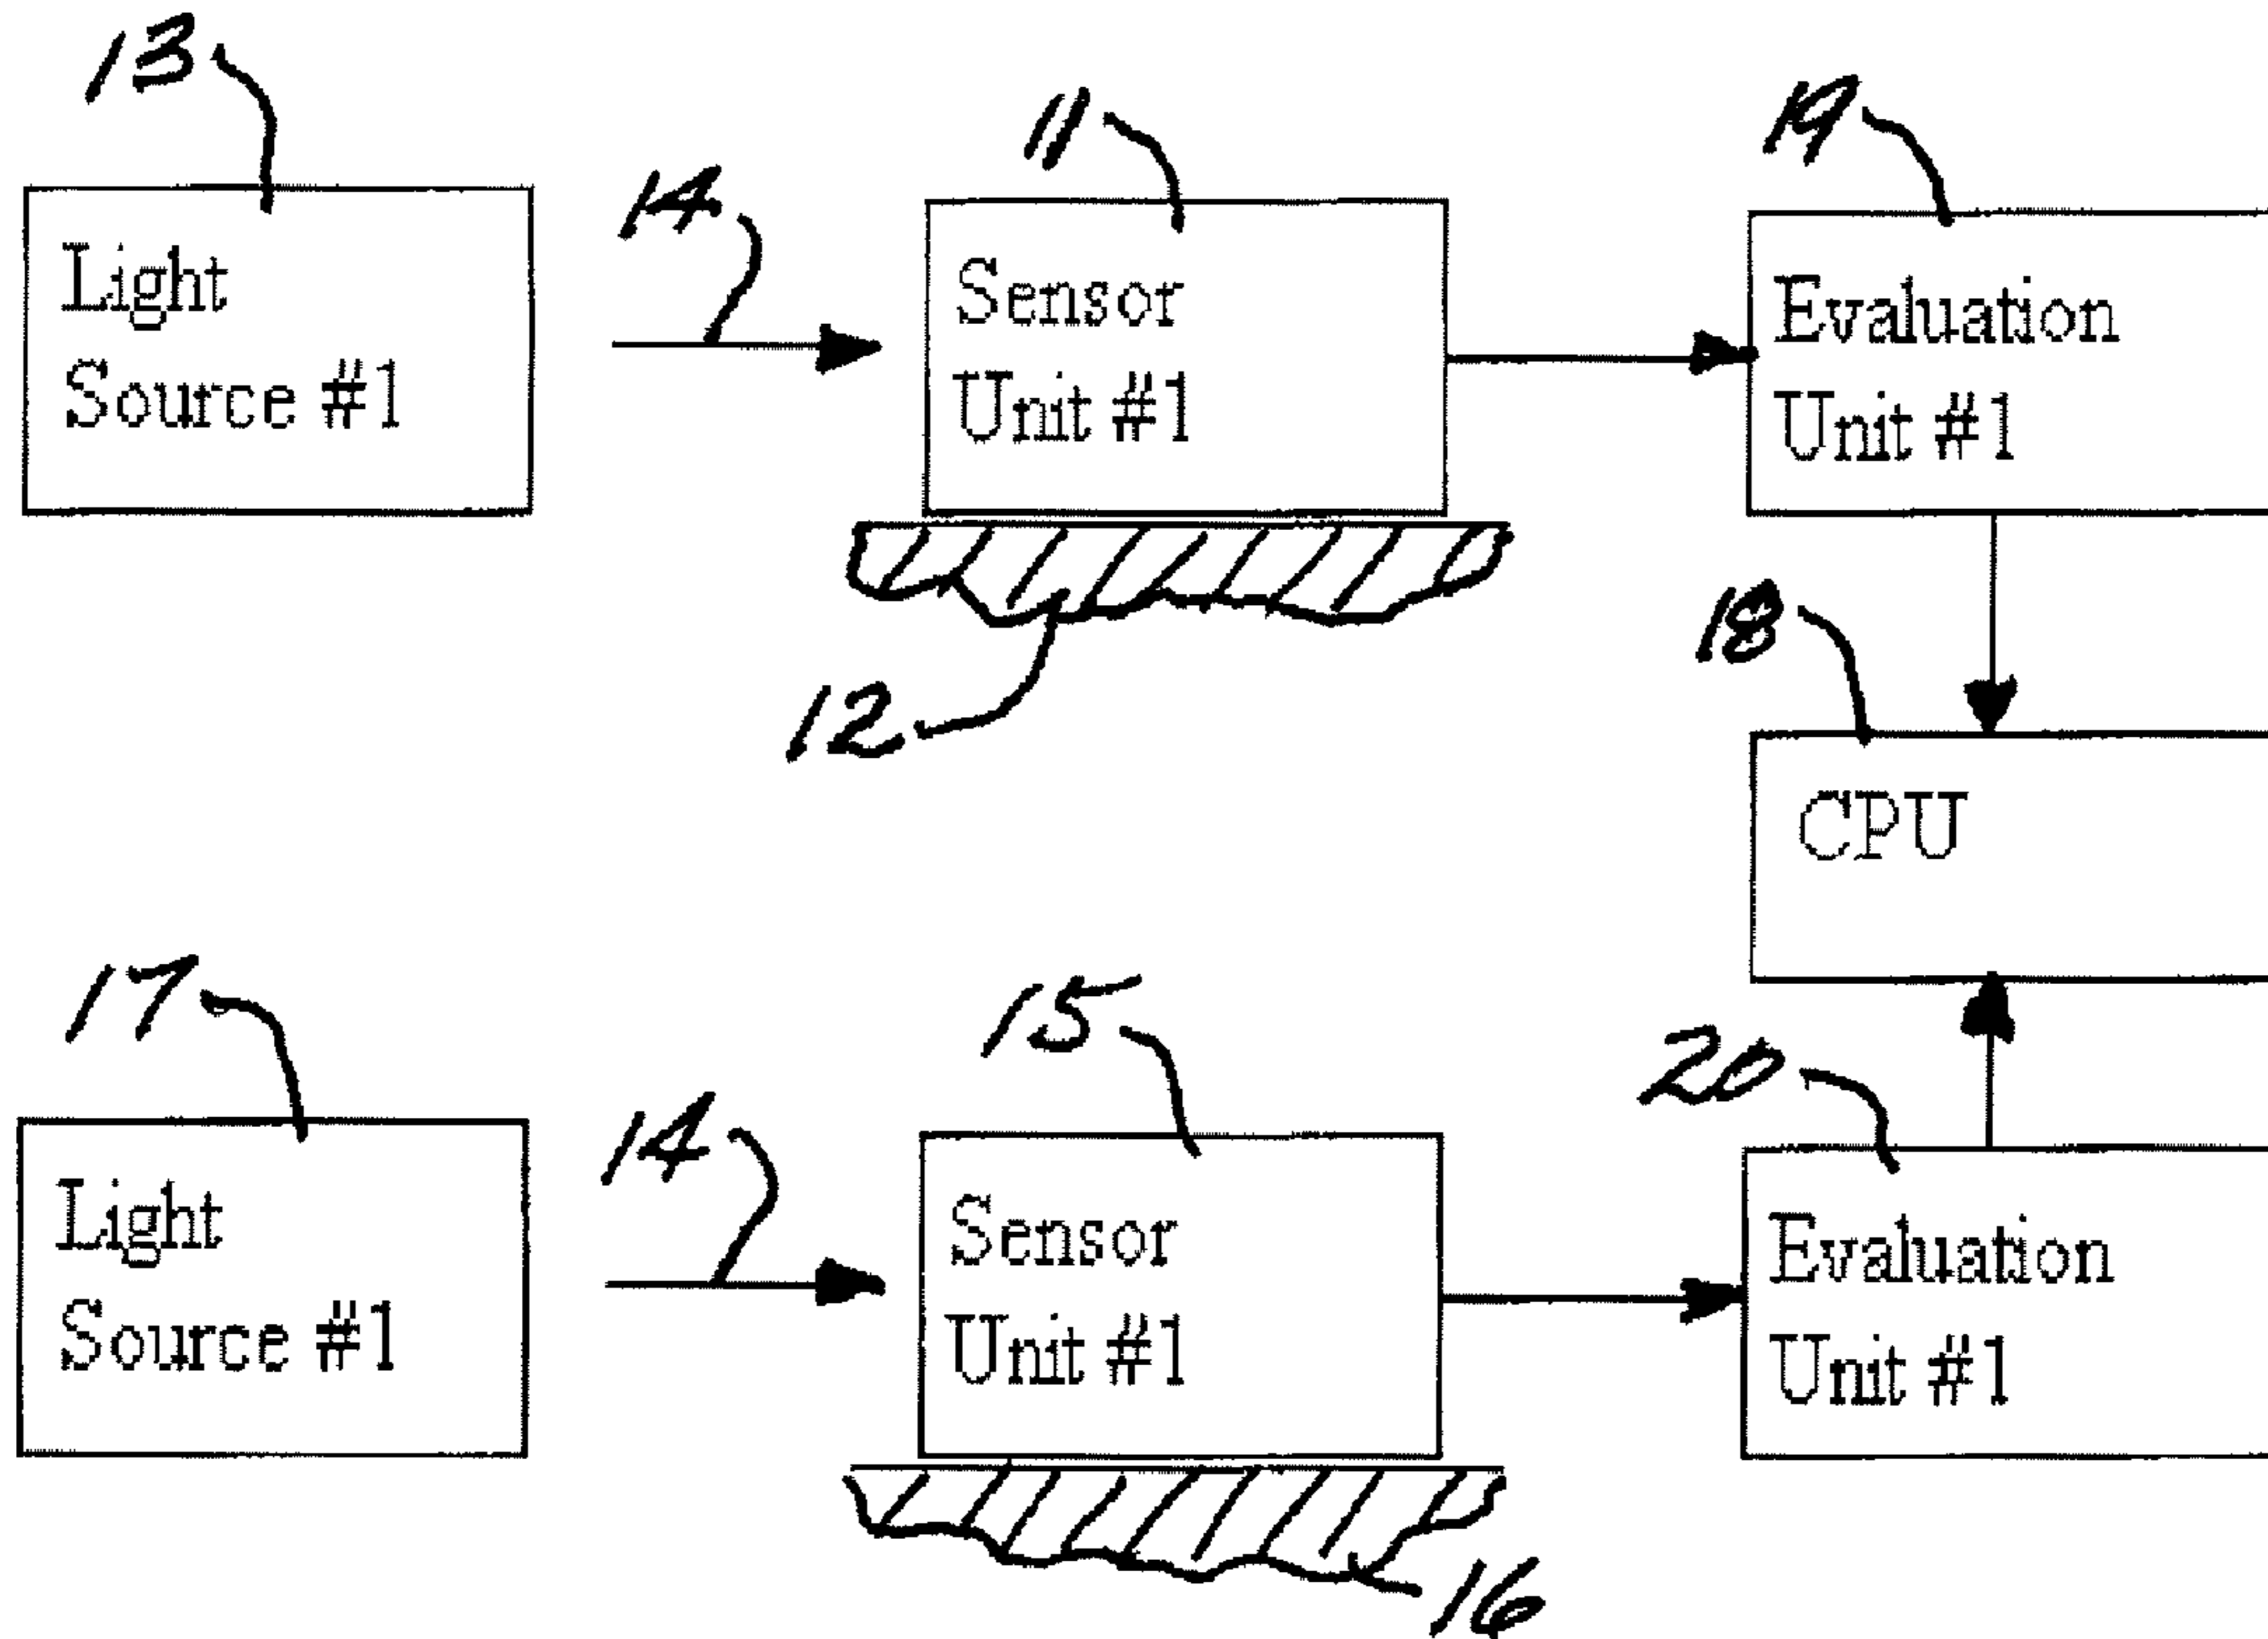 13
11
19
14
Light
Source #1
Sensor
Unit #1
Evaluation
Unit #1
12
18
CPU
17
15
20
14
Light
Source #1
Sensor
Unit #1
Evaluation
Unit #1
16